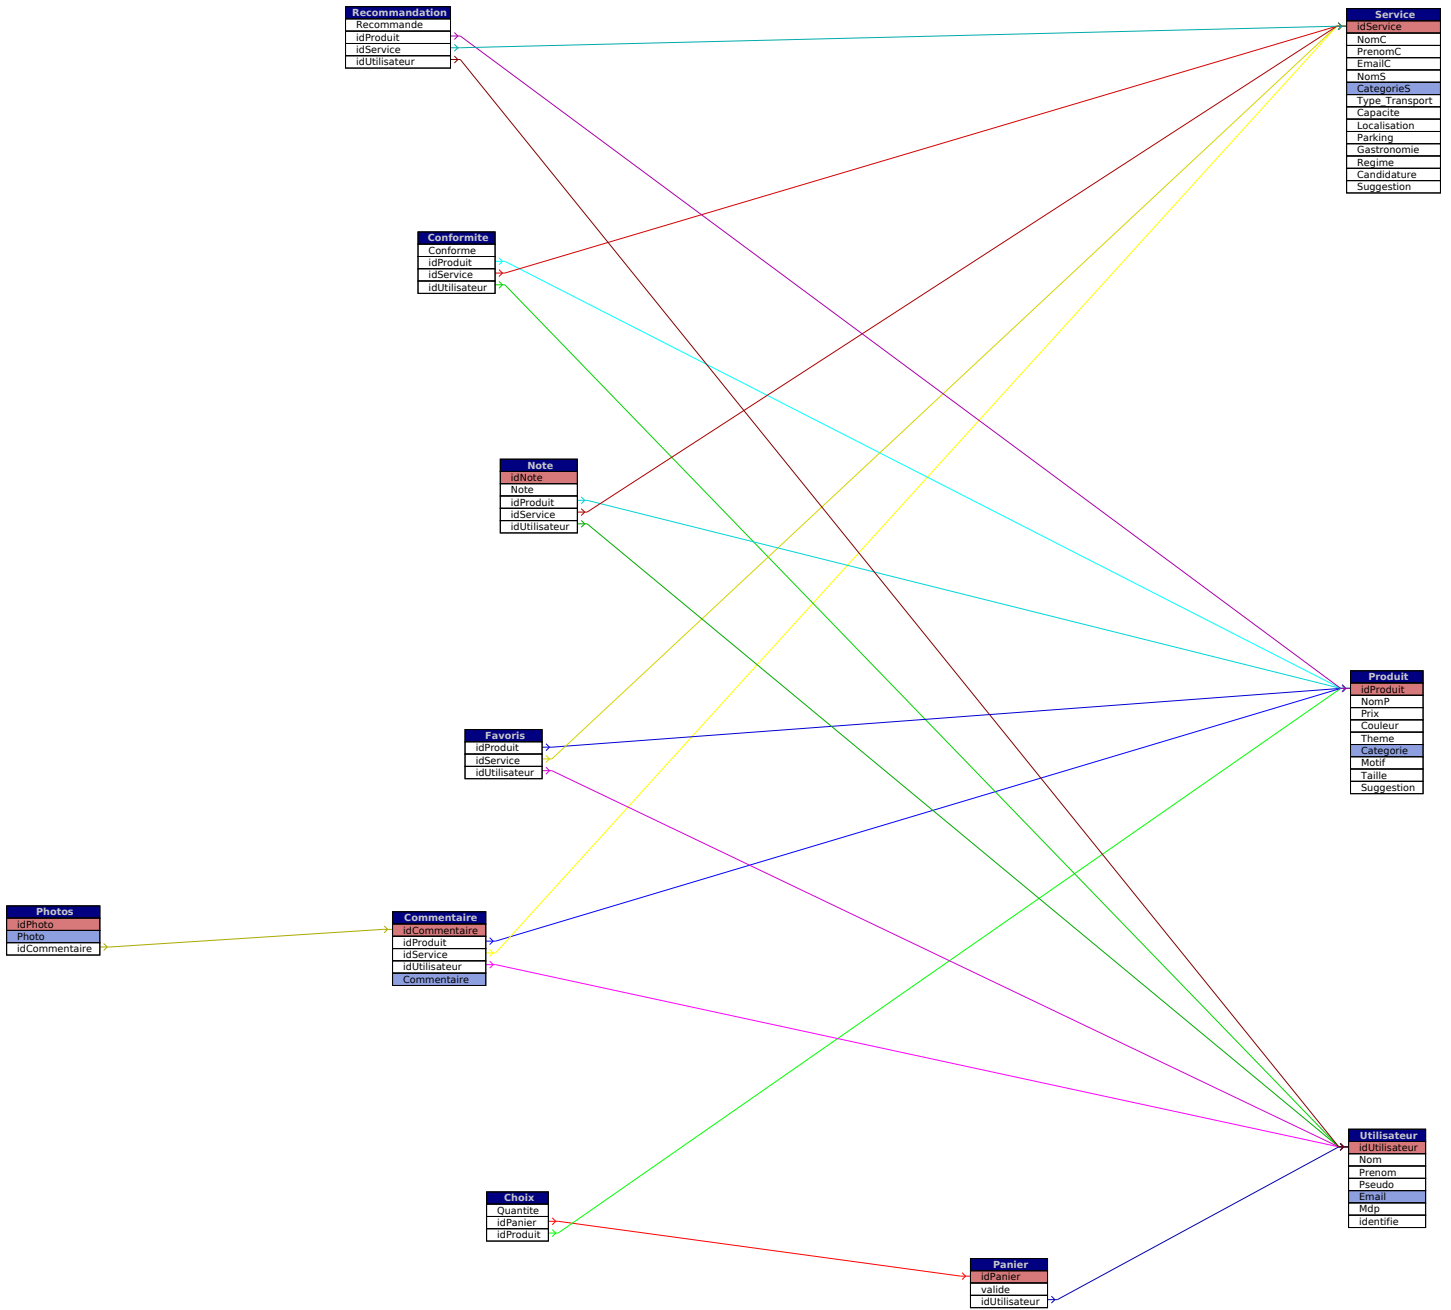 Recommandation
Recommande
idProduit
idService
idUtilisateur
Service
idService
NomC
PrenomC
EmailC
NomS
CategorieS
Type_Transport
Capacite
Localisation
Parking
Gastronomie
Regime
Candidature
Suggestion
Conformite
Conforme
idProduit
idService
idUtilisateur
Note
idNote
Note
idProduit
idService
idUtilisateur
Produit
idProduit
NomP
Prix
Couleur
Theme
Categorie
Motif
Taille
Suggestion
Favoris
idProduit
idService
idUtilisateur
Photos
idPhoto
Photo
idCommentaire
Commentaire
idCommentaire
idProduit
idService
idUtilisateur
Commentaire
Utilisateur
idUtilisateur
Nom
Prenom
Pseudo
Email
Mdp
identifie
Choix
Quantite
idPanier
idProduit
Panier
idPanier
valide
idUtilisateur